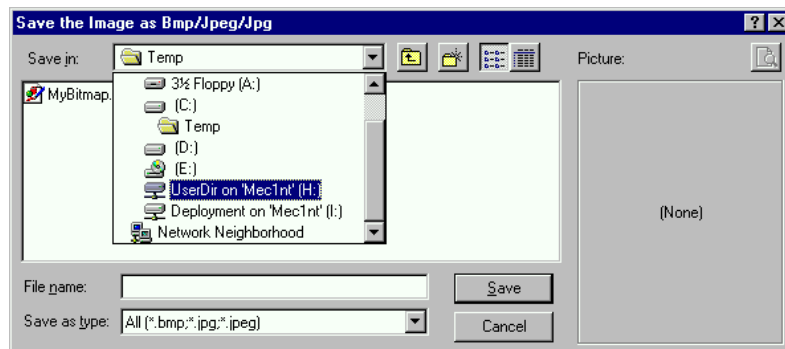 Save the Image as Bmp/Jpeg/Jpg
Save in: Temp Picture:
3½ Floppy (A:)
MyBitmap.
(C:)
Temp
(D:)
(E:)
UserDir on 'Mec1nt' (H:)
Deployment on 'Mec1nt' (I:)
(None)
Network Neighborhood
File name: Save
Save as type: All (*.bmp;*.jpg;*.jpeg) Cancel